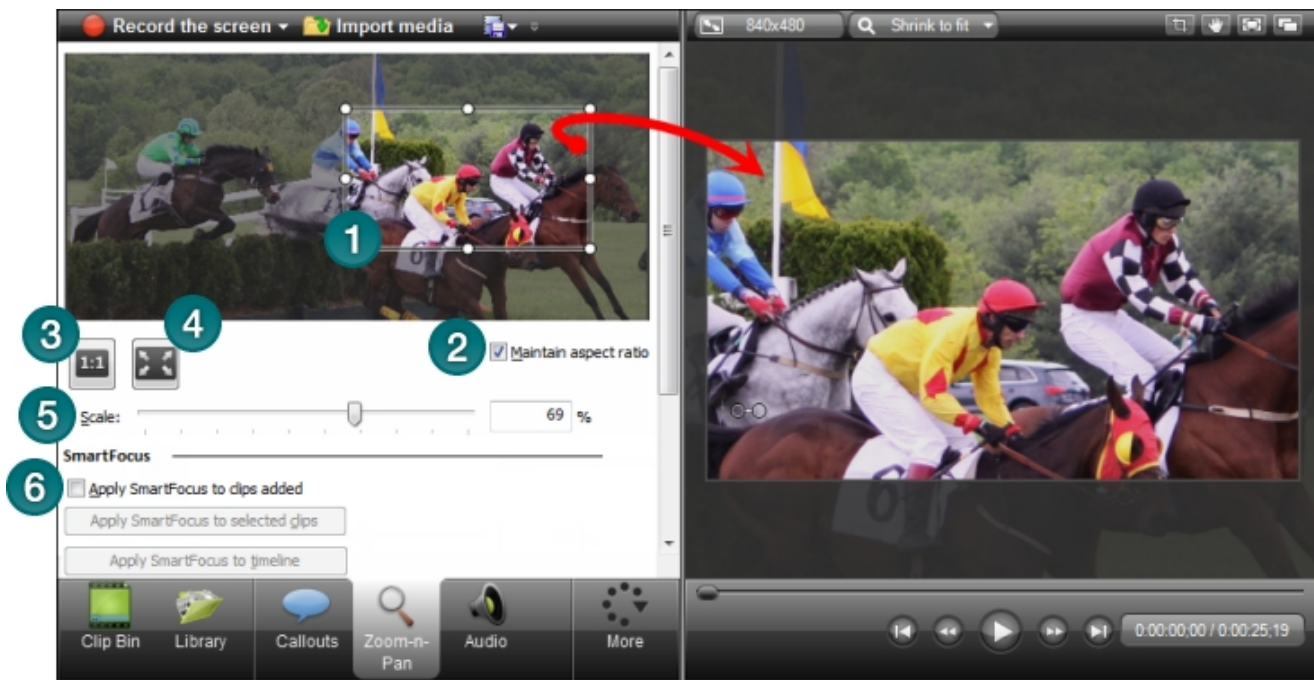 Record the screen Import media
840x480 Shrink to fit
1
3
4
2
1:1
Maintain aspect ratio
5
Scale: 69 %
SmartFocus
6
Apply SmartFocus to clips added
Apply SmartFocus to selected clips
Apply SmartFocus to timeline
Clip Bin Library Callouts Zoom-n-
Pan Audio More
0:00:00;00 / 0:00:25;19
6